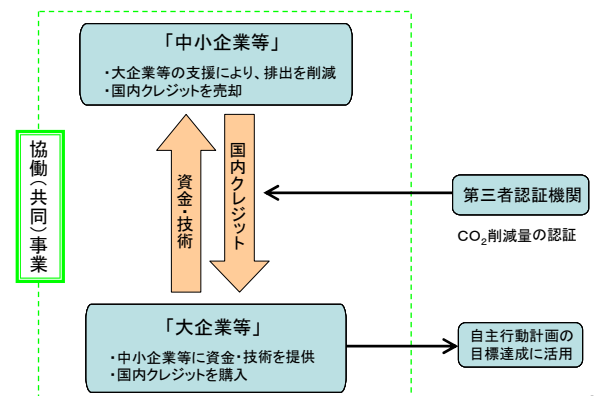 「中小企業等」
・大企業等の支援により、排出を削減
・国内クレジットを売却
協働(共同)事業
資金・技術
国内クレジット
第三者認証機関
CO₂削減量の認証
「大企業等」
・中小企業等に資金・技術を提供
・国内クレジットを購入
自主行動計画の
目標達成に活用